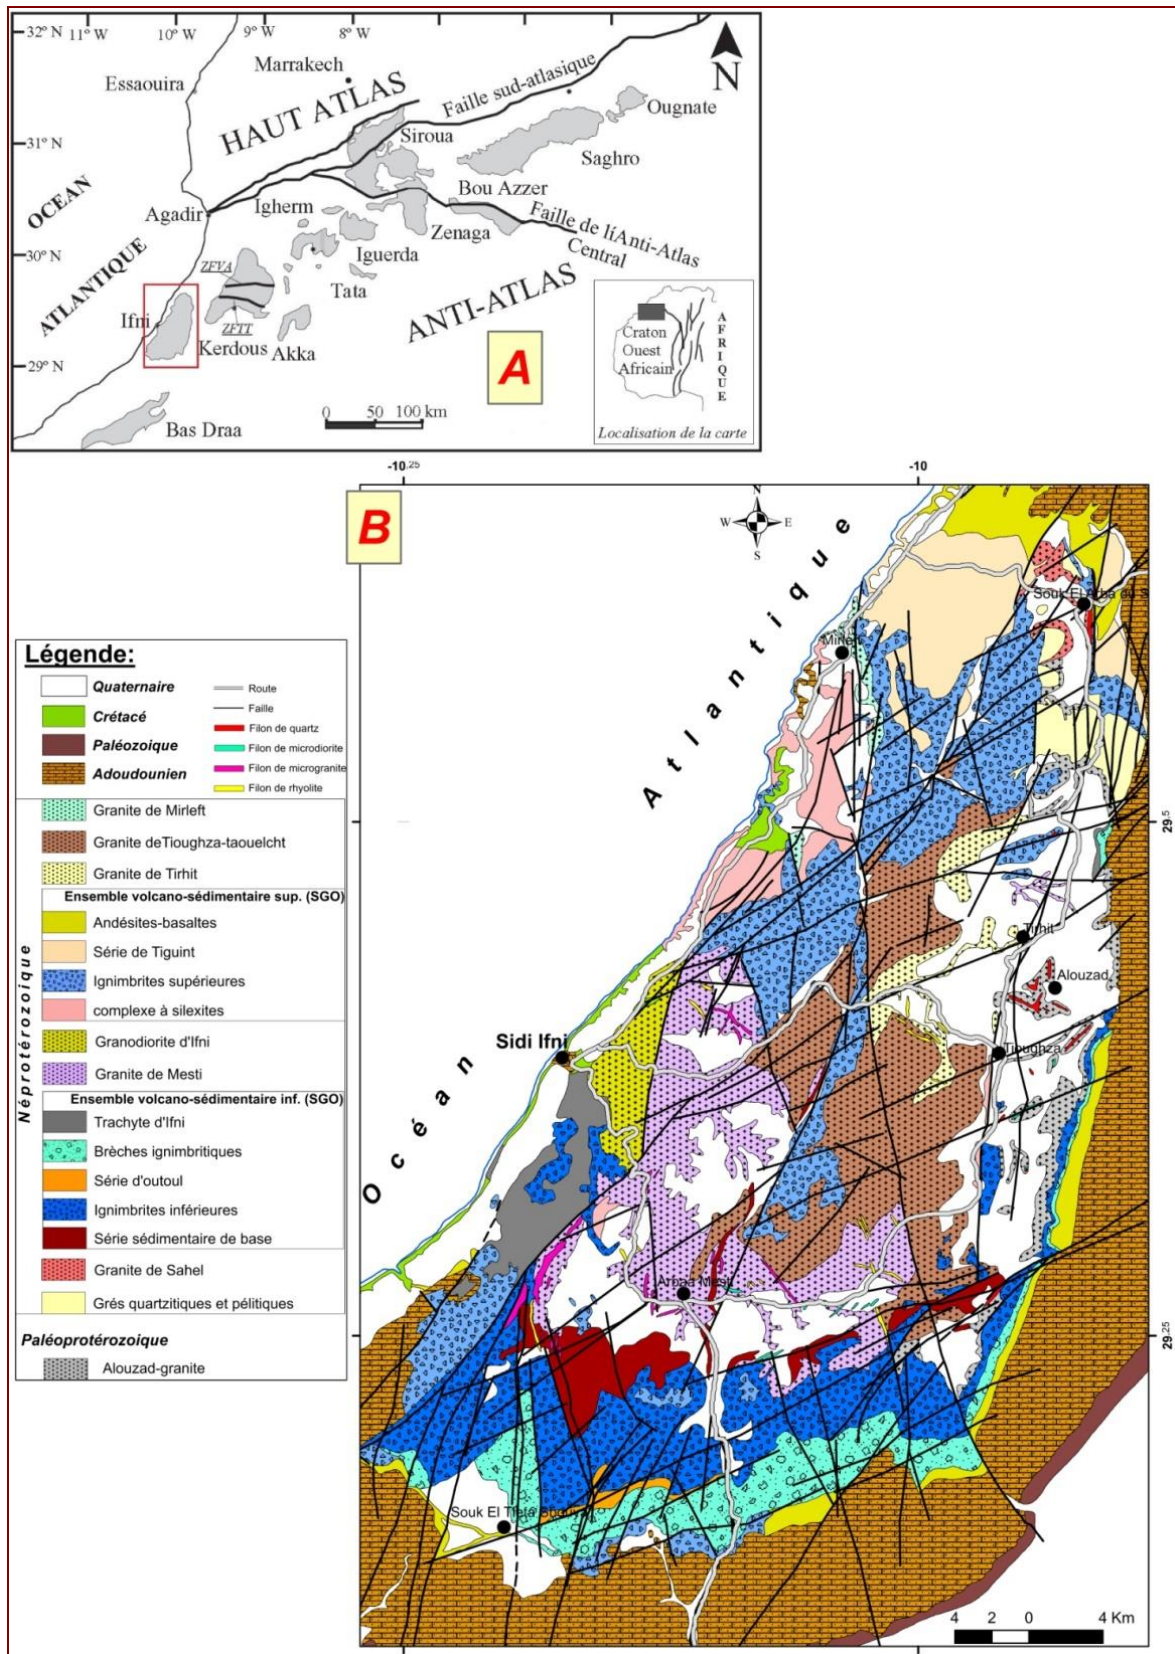 32° N 11° W 10° W 9° W 8° W
Marrakech
Essaouira
N
HAUT ATLAS
Faille sud-atlasique
Ougnate
31° N
Siroua
Saghro
OCEAN
ATLANTIQUE
Bou Azzer
Agadir
Igherm
Zenaga
Faille de líAnti-Atlas
Central
30° N
Iguerda
ZFVA
Tata
ANTI-ATLAS
Ifni
ZFTT
Kerdous
Akka
29° N
A
Craton
Ouest
Africain
AFRIQUE
Localisation de la carte
0 50 100 km
Bas Draa
-10,25 -10
B
N
W E
S
Océan Atlantique
Souk El Arba du S
Mirleft
29.5
Tirhit
Alouzad
Sidi Ifni
Tioughza
Arbaa Mesti
29.25
Souk El Tleta
4 2 0 4 Km
Légende:
Quaternaire
Crétacé
Paléozoique
Adoudounien
Route
Faille
Filon de quartz
Filon de microdiorite
Filon de microgranite
Filon de rhyolite
Néprotérozoique
Granite de Mirleft
Granite deTioughza-taouelcht
Granite de Tirhit
Ensemble volcano-sédimentaire sup. (SGO)
Andésites-basaltes
Série de Tiguint
Ignimbrites supérieures
complexe à silexites
Granodiorite d'Ifni
Granite de Mesti
Ensemble volcano-sédimentaire inf. (SGO)
Trachyte d'Ifni
Brèches ignimbritiques
Série d'outoul
Ignimbrites inférieures
Série sédimentaire de base
Granite de Sahel
Grés quartzitiques et pélitiques
Paléoprotérozoique
Alouzad-granite